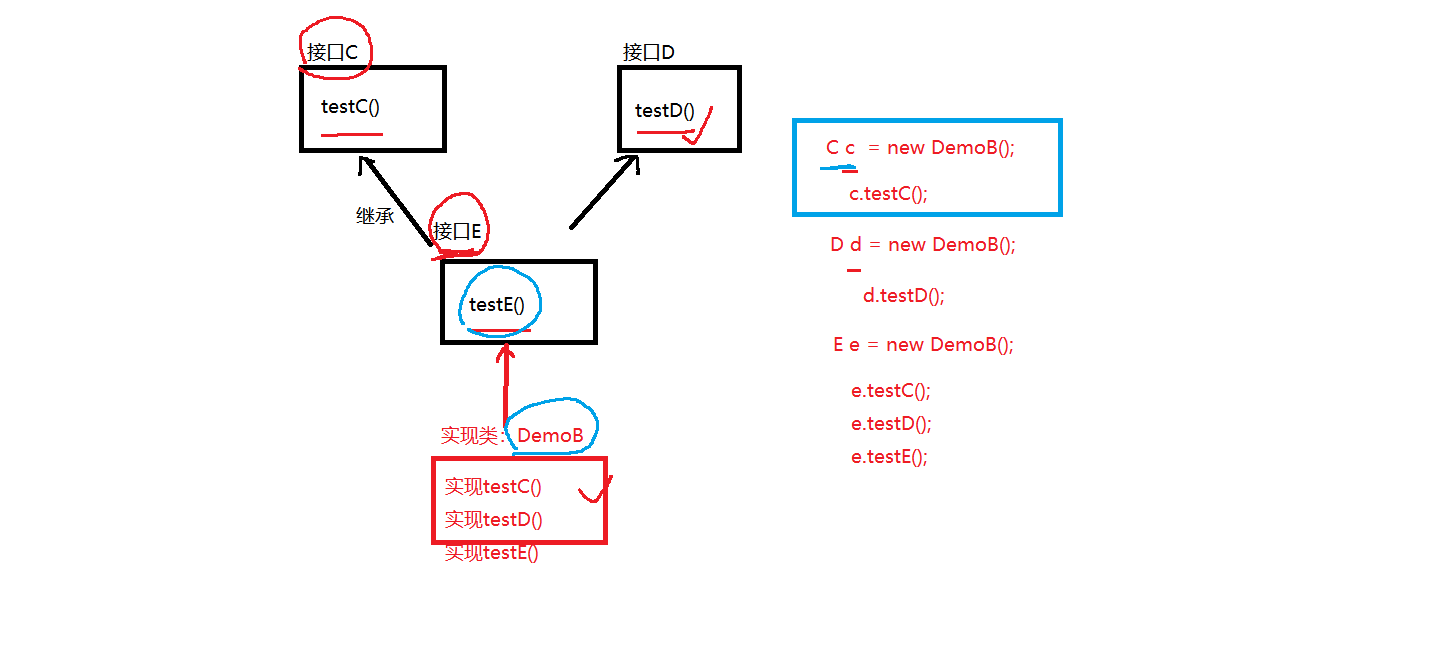 接口C
接口D
testC()
testD()
继承
接口E
testE()
实现类：DemoB
实现testC()
实现testD()
实现testE()
C c = new DemoB();
c.testC();
D d = new DemoB();
d.testD();
E e = new DemoB();
e.testC();
e.testD();
e.testE();